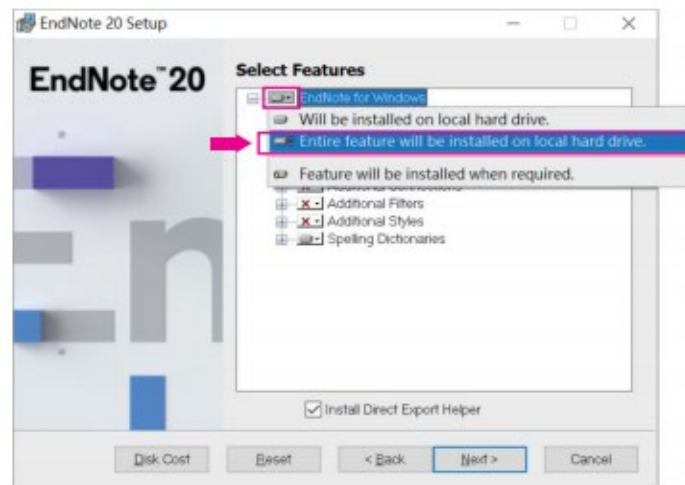 EndNote 20 Setup
EndNote™20
Select Features
EndNote for Windows
Will be installed on local hard drive.
Entire feature will be installed on local hard drive.
Feature will be installed when required.
Additional Connections
Additional Filters
Additional Styles
Spelling Dictionaries
Install Direct Export Helper
Disk Cost
Reset
< Back
Next >
Cancel